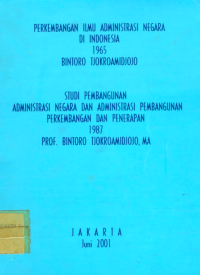 PERKEMBANGAN ILMU ADMINISTRASI NEGARA
DI INDONESIA
1965
BINTORO TJOKROAMIDJOJO
STUDI PEMBANGUNAN
ADMINISTRASI NEGARA DAN ADMINISTRASI PEMBANGUNAN
PERKEMBANGAN DAN PENERAPAN
1987
PROF. BINTORO TJOKROAMIDJOJO, MA
JAKARTA
Juni 2001